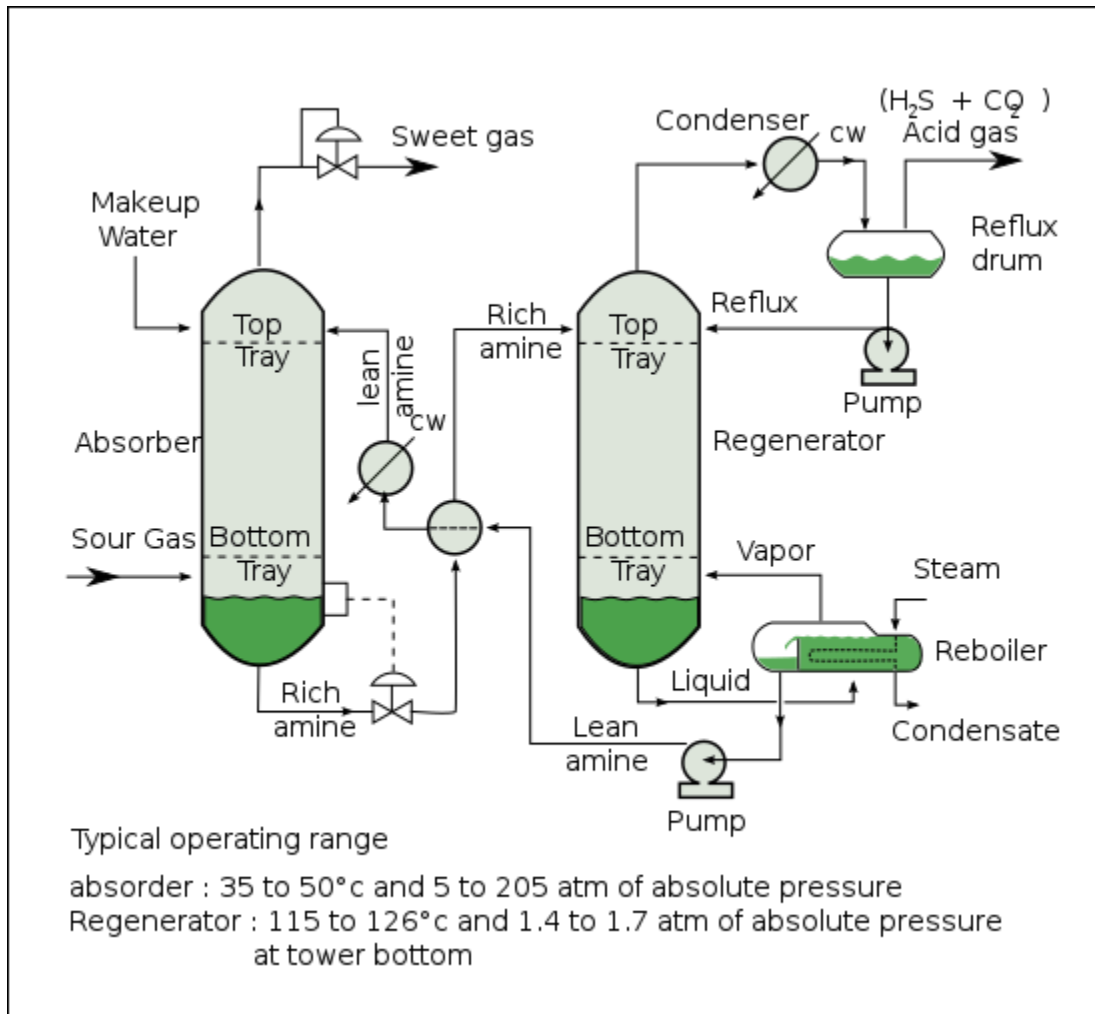 (H2S + CO2 )
Acid gas
Condenser
cw
Sweet gas
Makeup
Water
Reflux
drum
Reflux
Rich
amine
Top
Tray
lean
amine
Top
Tray
Pump
cw
Absorber
Regenerator
Sour Gas
Bottom
Tray
Bottom
Tray
Vapor
Steam
Reboiler
Rich
amine
Liquid
Condensate
Lean
amine
Pump
Typical operating range
absorder : 35 to 50°c and 5 to 205 atm of absolute pressure
Regenerator : 115 to 126°c and 1.4 to 1.7 atm of absolute pressure
at tower bottom